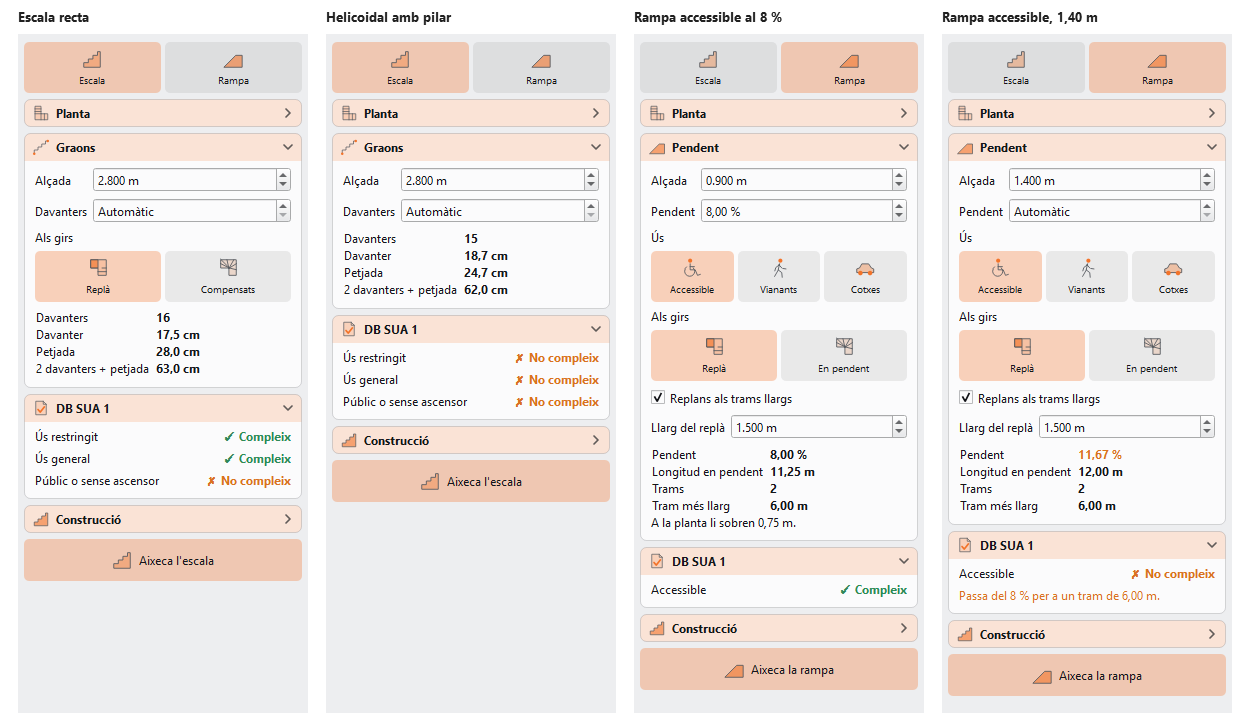 Escala recta
Escala
Rampa
Planta
Graons
Alçada 2.800 m
Davanters Automàtic
Als girs
Replà
Compensats
Davanters 16
Davanter 17,5 cm
Petjada 28,0 cm
2 davanters + petjada 63,0 cm
DB SUA 1
Ús restringit ✓ Compleix
Ús general ✓ Compleix
Públic o sense ascensor ✗ No compleix
Construcció
Aixeca l'escala
Helicoidal amb pilar
Escala
Rampa
Planta
Graons
Alçada 2.800 m
Davanters Automàtic
Davanters 15
Davanter 18,7 cm
Petjada 24,7 cm
2 davanters + petjada 62,0 cm
DB SUA 1
Ús restringit ✗ No compleix
Ús general ✗ No compleix
Públic o sense ascensor ✗ No compleix
Construcció
Aixeca l'escala
Rampa accessible al 8 %
Escala
Rampa
Planta
Pendent
Alçada 0.900 m
Pendent 8,00 %
Ús
Accessible
Vianants
Cotxes
Als girs
Replà
En pendent
Replans als trams llargs
Llarg del replà 1.500 m
Pendent 8,00 %
Longitud en pendent 11,25 m
Trams 2
Tram més llarg 6,00 m
A la planta li sobren 0,75 m.
DB SUA 1
Accessible ✓ Compleix
Construcció
Aixeca la rampa
Rampa accessible, 1,40 m
Escala
Rampa
Planta
Pendent
Alçada 1.400 m
Pendent Automàtic
Ús
Accessible
Vianants
Cotxes
Als girs
Replà
En pendent
Replans als trams llargs
Llarg del replà 1.500 m
Pendent 11,67 %
Longitud en pendent 12,00 m
Trams 2
Tram més llarg 6,00 m
DB SUA 1
Accessible ✗ No compleix
Passa del 8 % per a un tram de 6,00 m.
Construcció
Aixeca la rampa